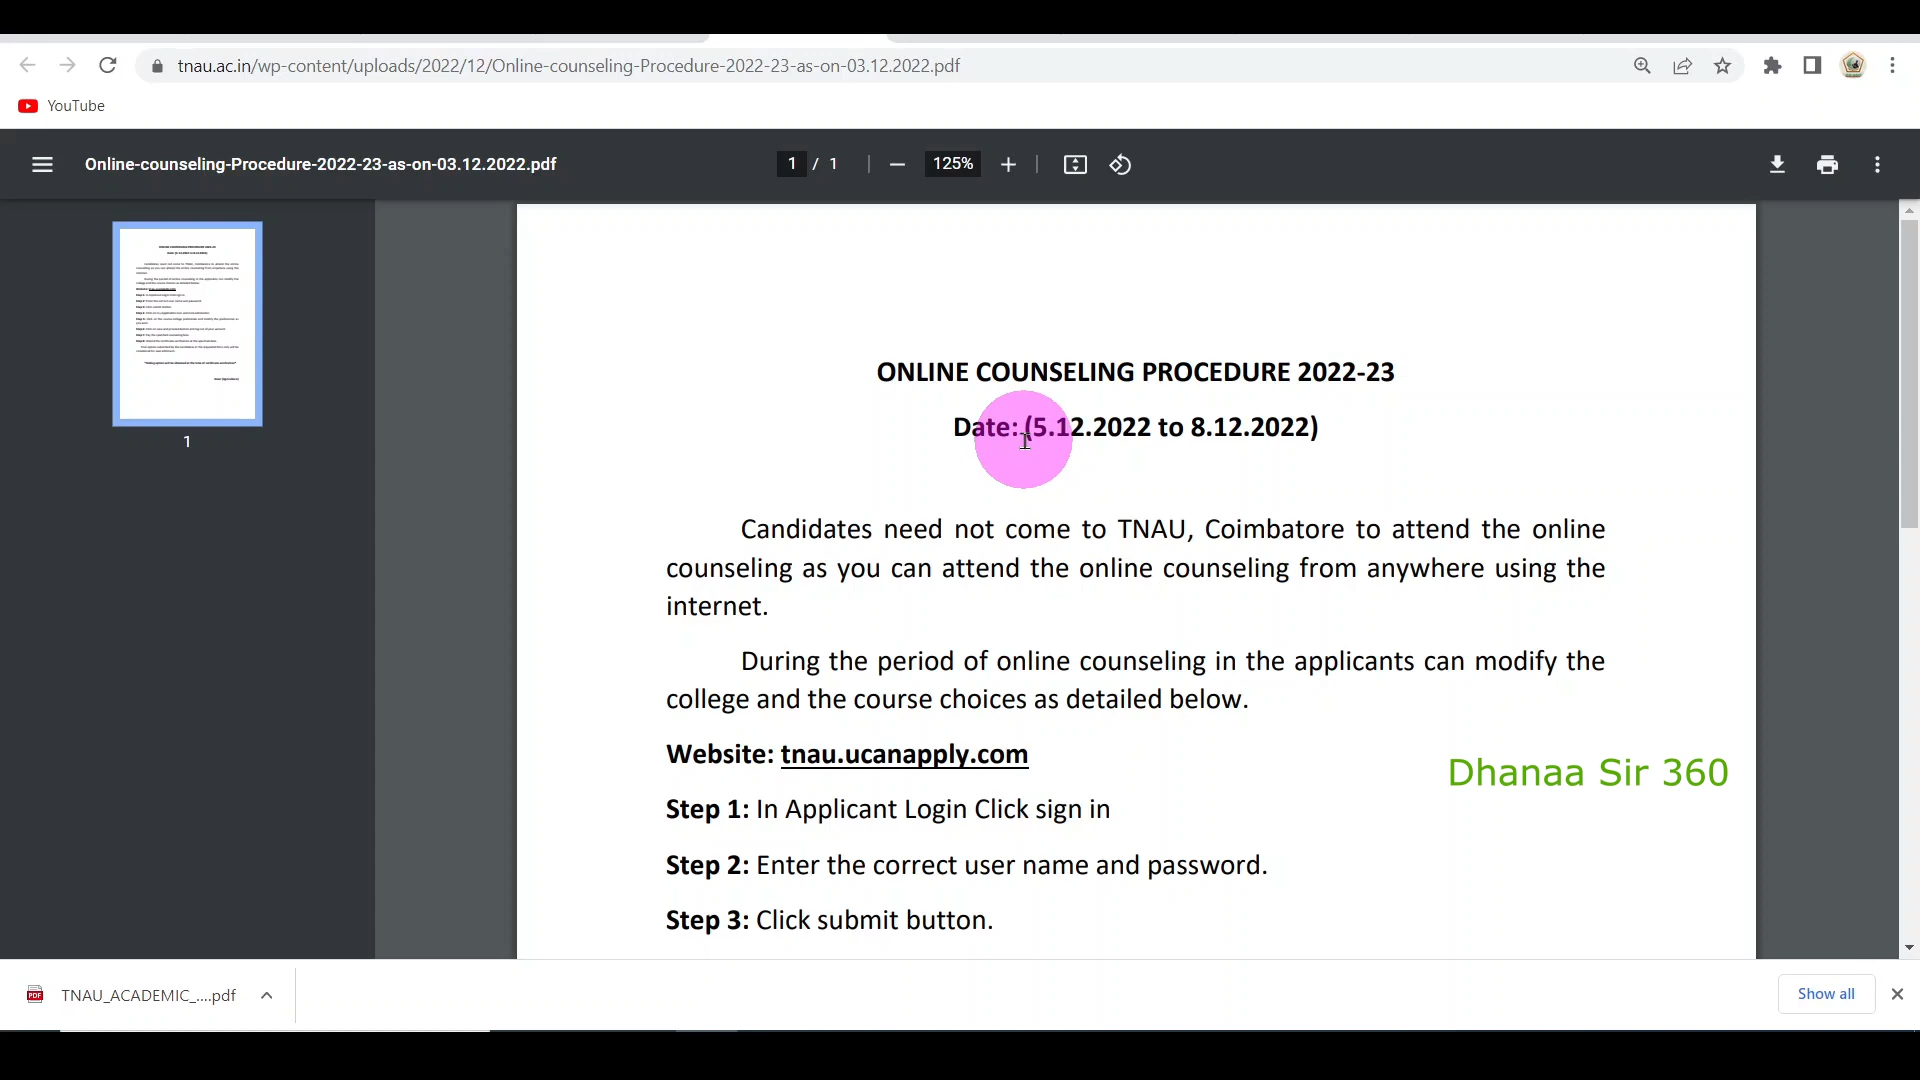 tnau.ac.in/wp-content/uploads/2022/12/Online-counseling-Procedure-2022-23-as-on-03.12.2022.pdf
YouTube
Online-counseling-Procedure-2022-23-as-on-03.12.2022.pdf
1 / 1
125%
ONLINE COUNSELING PROCEDURE 2022-23
Date: (5.12.2022 to 8.12.2022)
Candidates need not come to TNAU, Coimbatore to attend the online
counseling as you can attend the online counseling from anywhere using the
internet.
During the period of online counseling in the applicants can modify the
college and the course choices as detailed below.
Website: tnau.ucanapply.com
Dhanaa Sir 360
Step 1: In Applicant Login Click sign in
Step 2: Enter the correct user name and password.
Step 3: Click submit button.
1
PDF
TNAU_ACADEMIC_....pdf
Show all